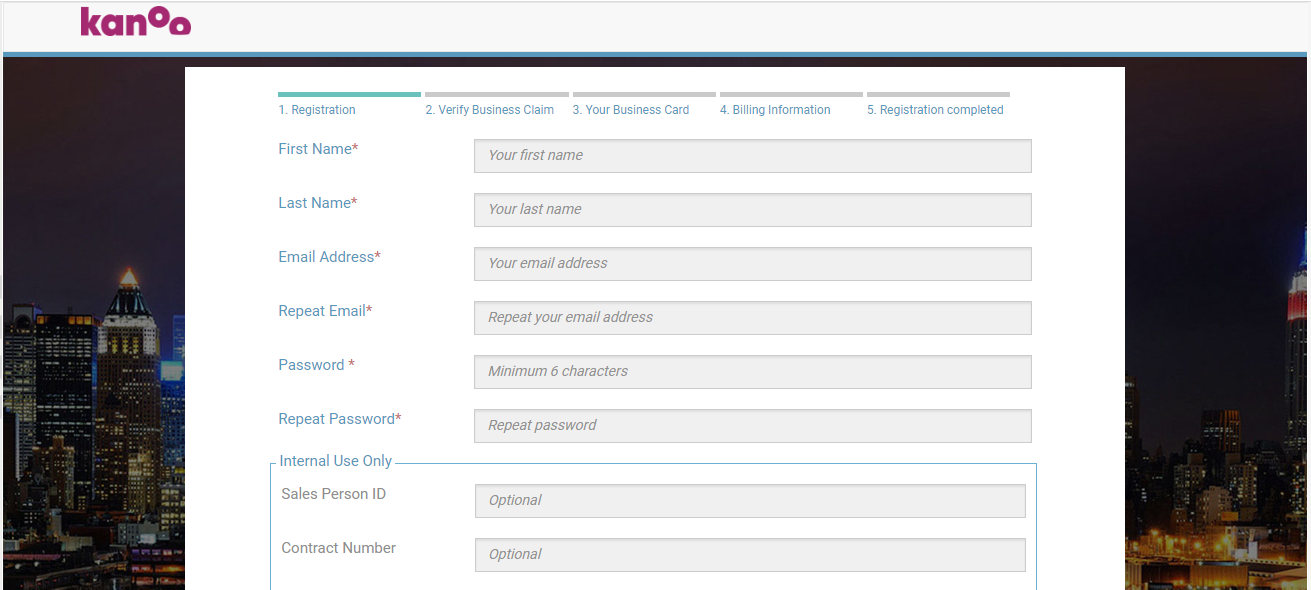 kanoo
1. Registration 2. Verify Business Claim 3. Your Business Card 4. Billing Information 5. Registration completed
First Name* Your first name
Last Name* Your last name
Email Address* Your email address
Repeat Email* Repeat your email address
Password * Minimum 6 characters
Repeat Password* Repeat password
Internal Use Only
Sales Person ID Optional
Contract Number Optional